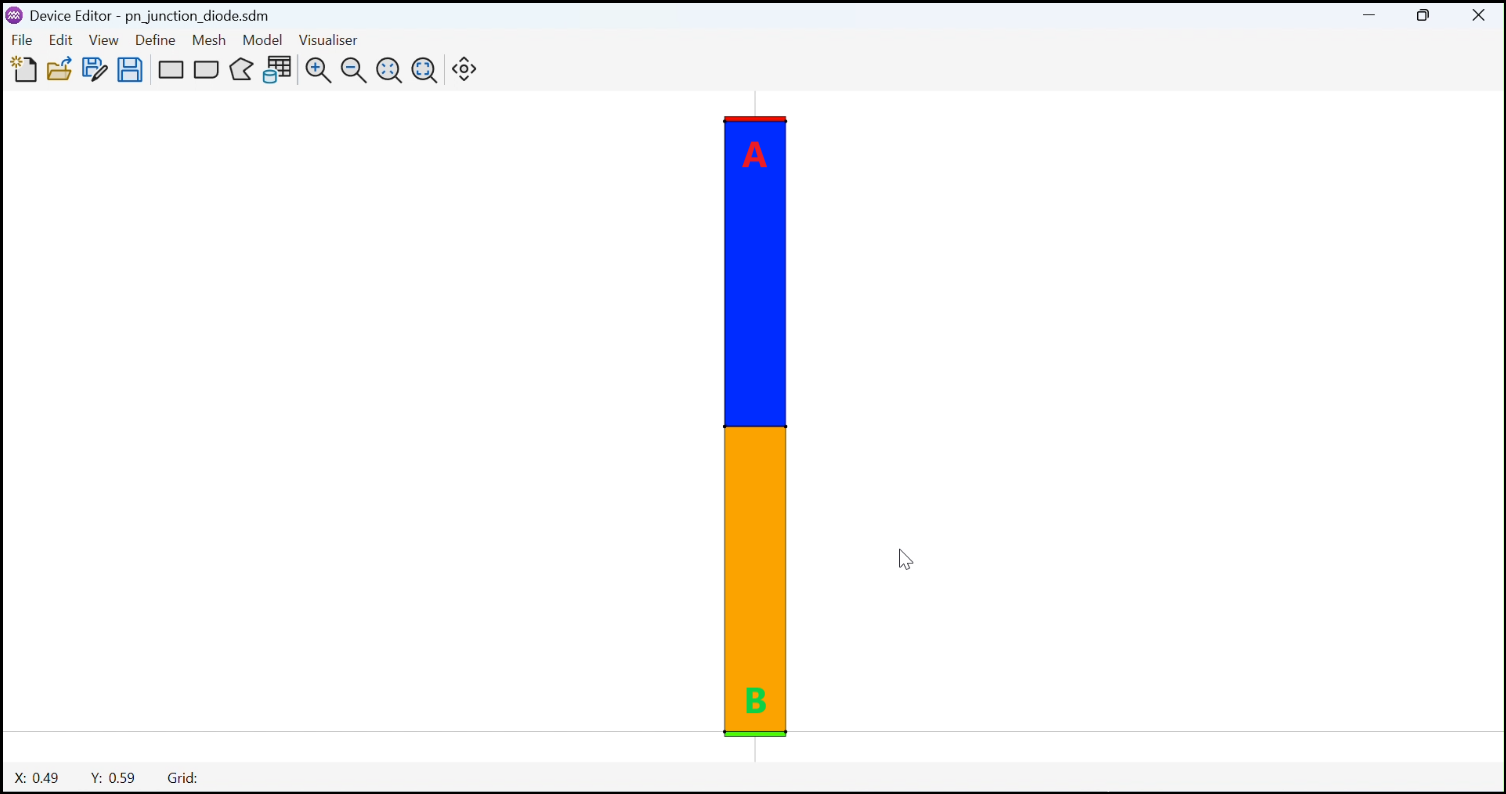 Device Editor - pn_junction_diode.sdm
File Edit View Define Mesh Model Visualiser
A
B
X: 0.49 Y: 0.59 Grid: